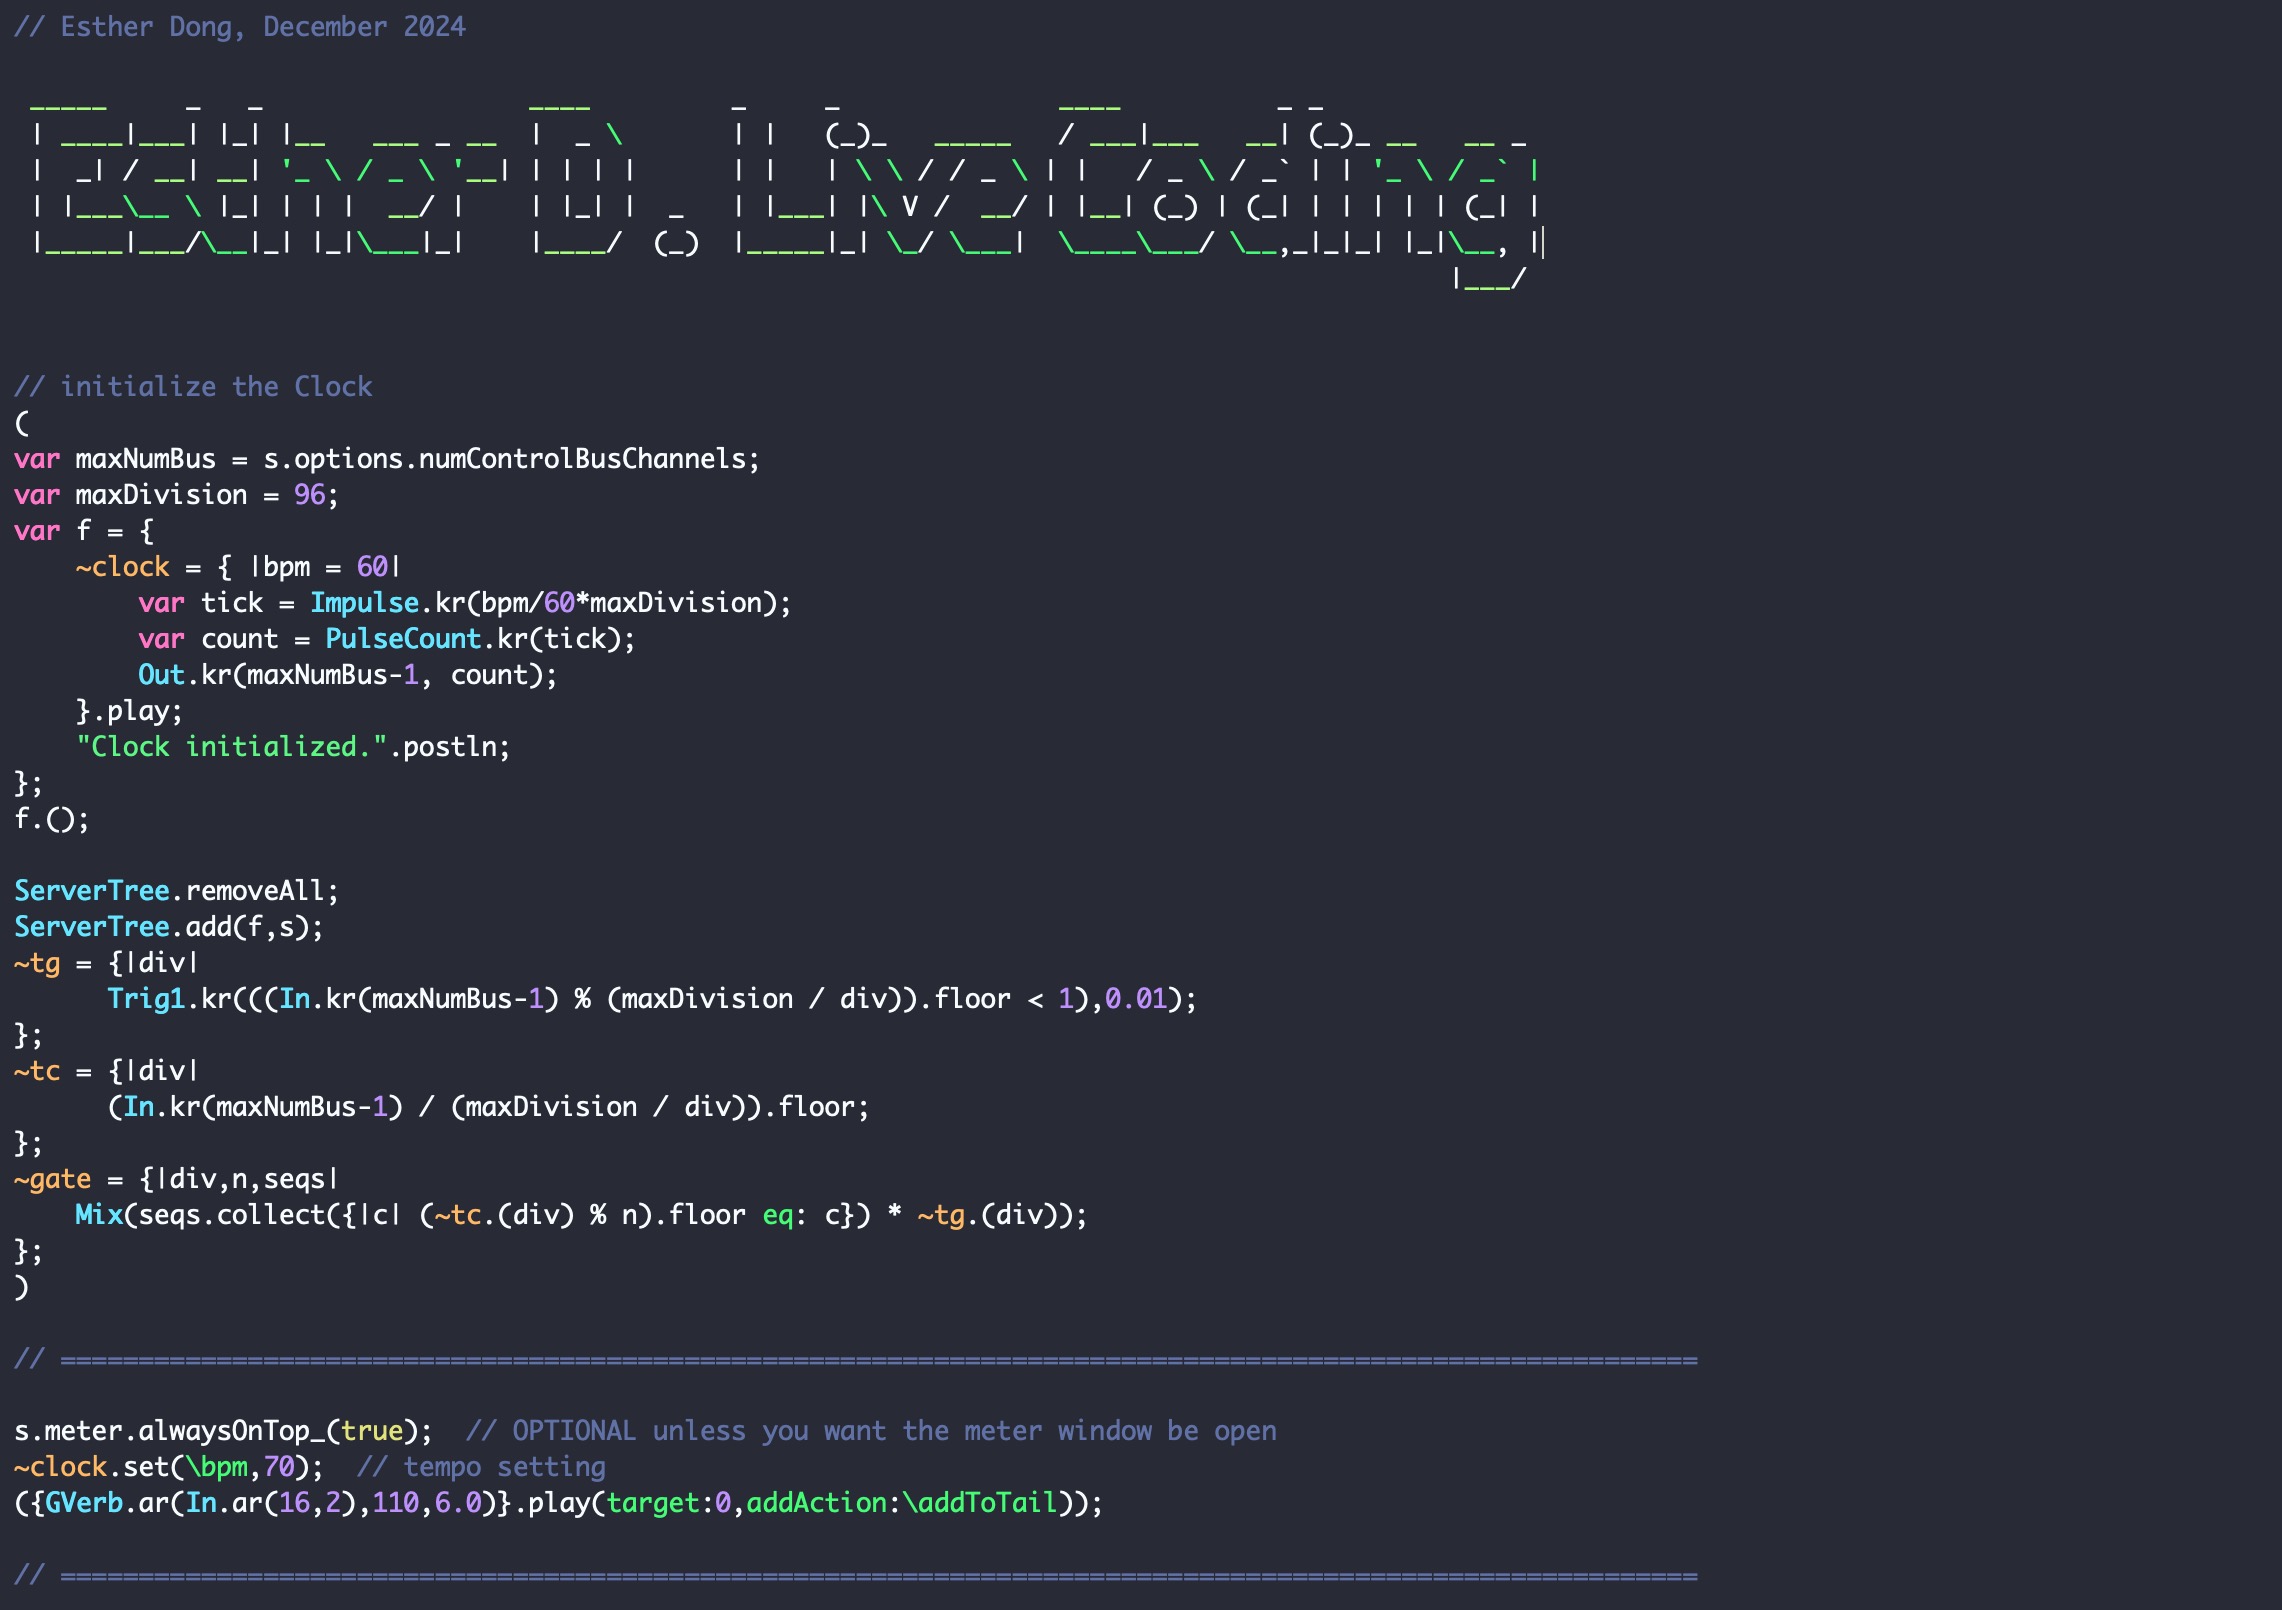 // Esther Dong, December 2024
 _____     _   _                 ____         _     _              ____          _ _
 | ____|___| |_| |__   ___ _ __  |  _ \       | |   (_)_   _____   / ___|___   __| (_)_ __   __ _
 |  _| / __| __| '_ \ / _ \ '__| | | | |      | |   | \ \ / / _ \ | |   / _ \ / _` | | '_ \ / _` |
 | |___\__ \ |_| | | |  __/ |    | |_| |  _   | |___| |\ V /  __/ | |__| (_) | (_| | | | | | (_| |
 |_____|___/\__|_| |_|\___|_|    |____/  (_)  |_____|_| \_/ \___|  \____\___/ \__,_|_|_| |_|\__, |
                                                                                            |___/
// initialize the Clock
(
var maxNumBus = s.options.numControlBusChannels;
var maxDivision = 96;
var f = {
    ~clock = { |bpm = 60|
        var tick = Impulse.kr(bpm/60*maxDivision);
        var count = PulseCount.kr(tick);
        Out.kr(maxNumBus-1, count);
    }.play;
    "Clock initialized.".postln;
};
f.();
ServerTree.removeAll;
ServerTree.add(f,s);
~tg = {|div|
      Trig1.kr(((In.kr(maxNumBus-1) % (maxDivision / div)).floor < 1),0.01);
};
~tc = {|div|
      (In.kr(maxNumBus-1) / (maxDivision / div)).floor;
};
~gate = {|div,n,seqs|
    Mix(seqs.collect({|c| (~tc.(div) % n).floor eq: c}) * ~tg.(div));
};
)
// =========================================================================================================
s.meter.alwaysOnTop_(true);  // OPTIONAL unless you want the meter window be open
~clock.set(\bpm,70);  // tempo setting
({GVerb.ar(In.ar(16,2),110,6.0)}.play(target:0,addAction:\addToTail));
// =========================================================================================================